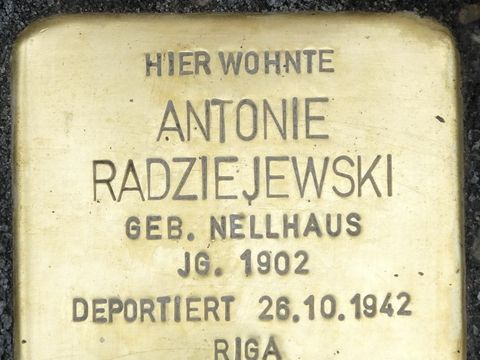 HIER WOHNTE
ANTONIE
RADZIEJEWSKI
GEB. NELLHAUS
JG. 1902
DEPORTIERT 26.10.1942
RIGA